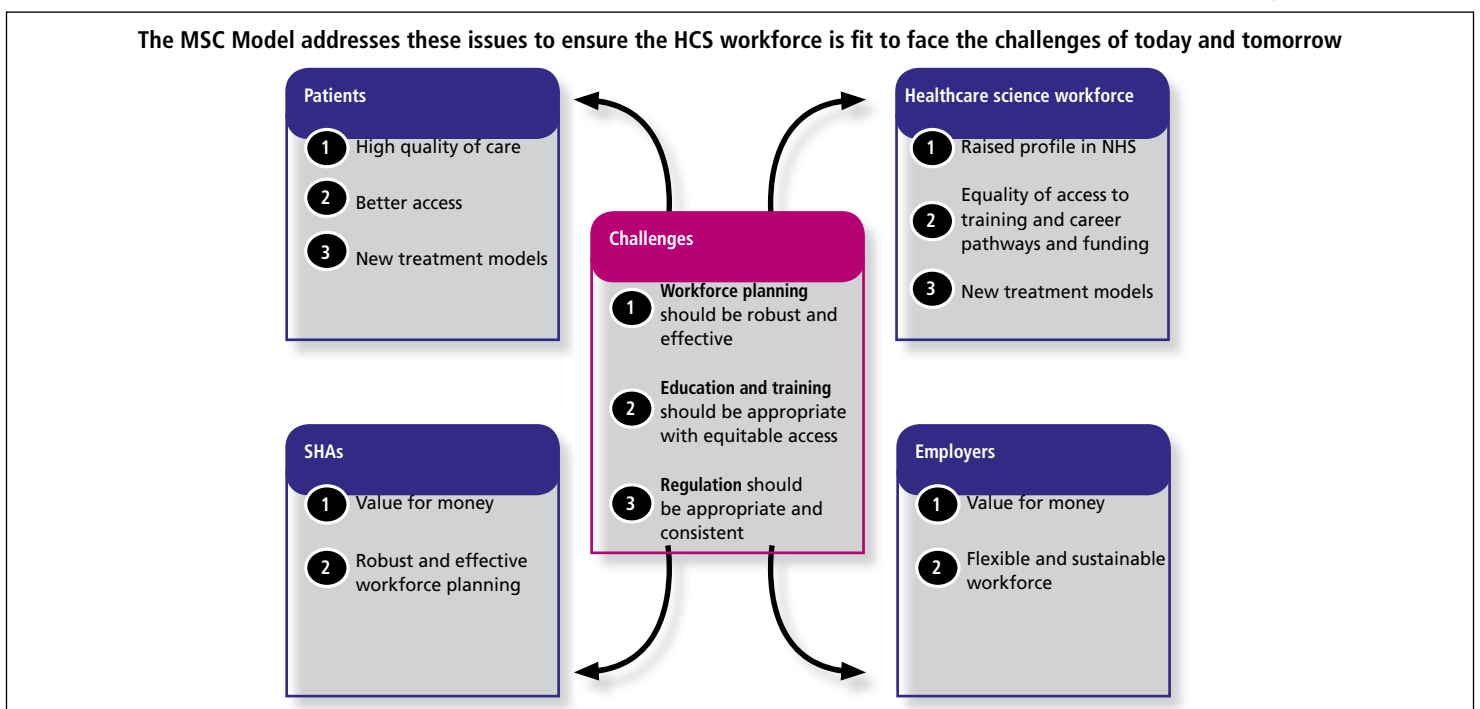 The MSC Model addresses these issues to ensure the HCS workforce is fit to face the challenges of today and tomorrow
Patients
1 High quality of care
2 Better access
3 New treatment models
Healthcare science workforce
1 Raised profile in NHS
Equality of access to
2 training and career
pathways and funding
3 New treatment models
Challenges
Workforce planning
1 should be robust and
effective
Education and training
2 should be appropriate
with equitable access
Regulation should
3 be appropriate and
consistent
SHAs
1 Value for money
2 Robust and effective
workforce planning
Employers
1 Value for money
2 Flexible and sustainable
workforce